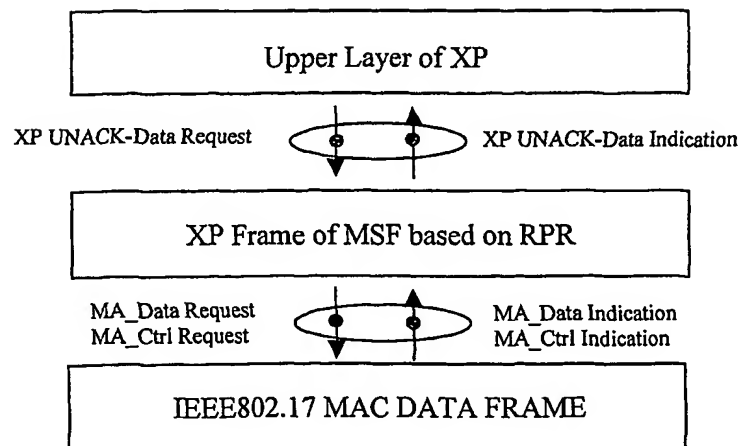 Upper Layer of XP
XP UNACK-Data Request
XP UNACK-Data Indication
XP Frame of MSF based on RPR
MA_Data Request
MA_Ctrl Request
MA_Data Indication
MA_Ctrl Indication
IEEE802.17 MAC DATA FRAME